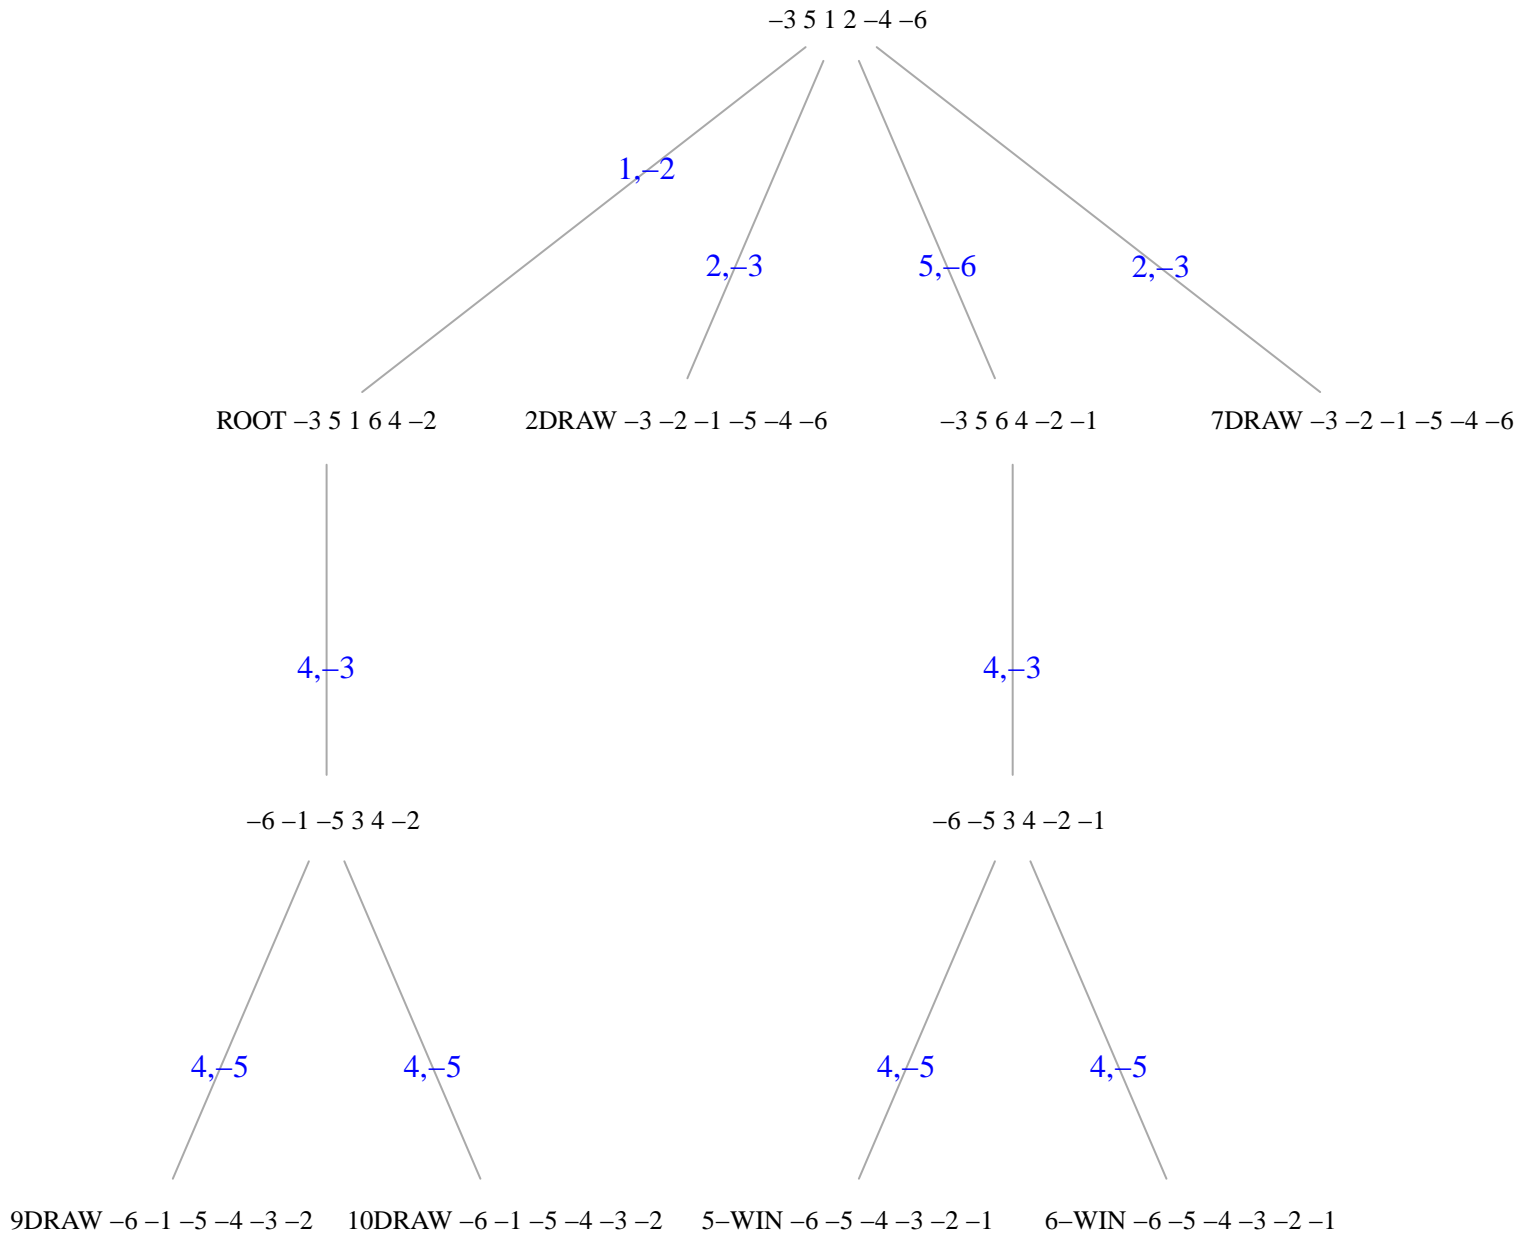 –3 5 1 2 –4 –6
1,–2
2,–3
5,–6
2,–3
ROOT –3 5 1 6 4 –2
2DRAW –3 –2 –1 –5 –4 –6
–3 5 6 4 –2 –1
7DRAW –3 –2 –1 –5 –4 –6
4,–3
4,–3
–6 –1 –5 3 4 –2
–6 –5 3 4 –2 –1
4,–5
4,–5
4,–5
4,–5
9DRAW –6 –1 –5 –4 –3 –2
10DRAW –6 –1 –5 –4 –3 –2
5–WIN –6 –5 –4 –3 –2 –1
6–WIN –6 –5 –4 –3 –2 –1